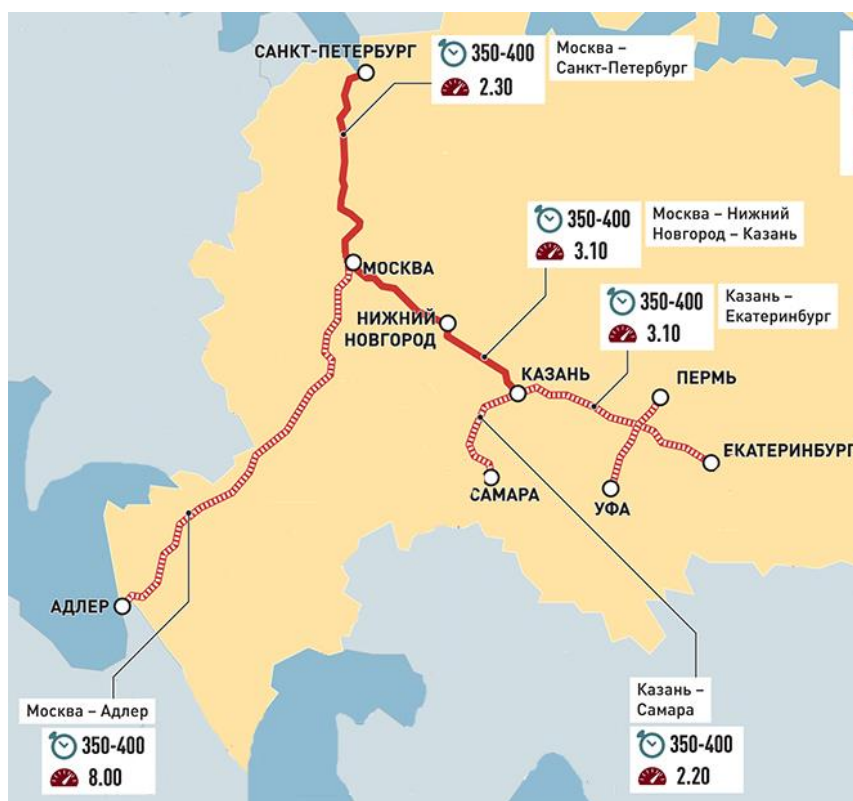 САНКТ-ПЕТЕРБУРГ
350-400
2.30
Москва –
Санкт-Петербург
350-400
3.10
Москва – Нижний
Новгород – Казань
МОСКВА
350-400
3.10
Казань –
Екатеринбург
НИЖНИЙ
НОВГОРОД
КАЗАНЬ
ПЕРМЬ
ЕКАТЕРИНБУРГ
САМАРА
УФА
АДЛЕР
Москва – Адлер
350-400
8.00
Казань –
Самара
350-400
2.20